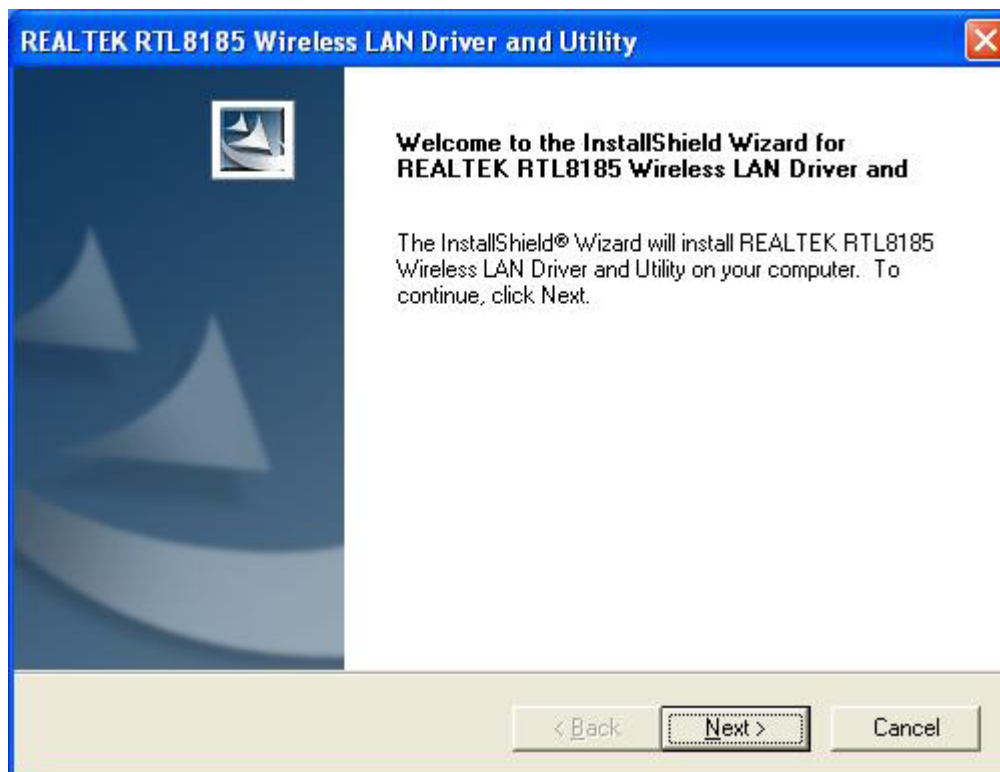 REALTEK RTL8185 Wireless LAN Driver and Utility
Welcome to the InstallShield Wizard for
REALTEK RTL8185 Wireless LAN Driver and
The InstallShield® Wizard will install REALTEK RTL8185
Wireless LAN Driver and Utility on your computer. To
continue, click Next.
< Back
Next >
Cancel